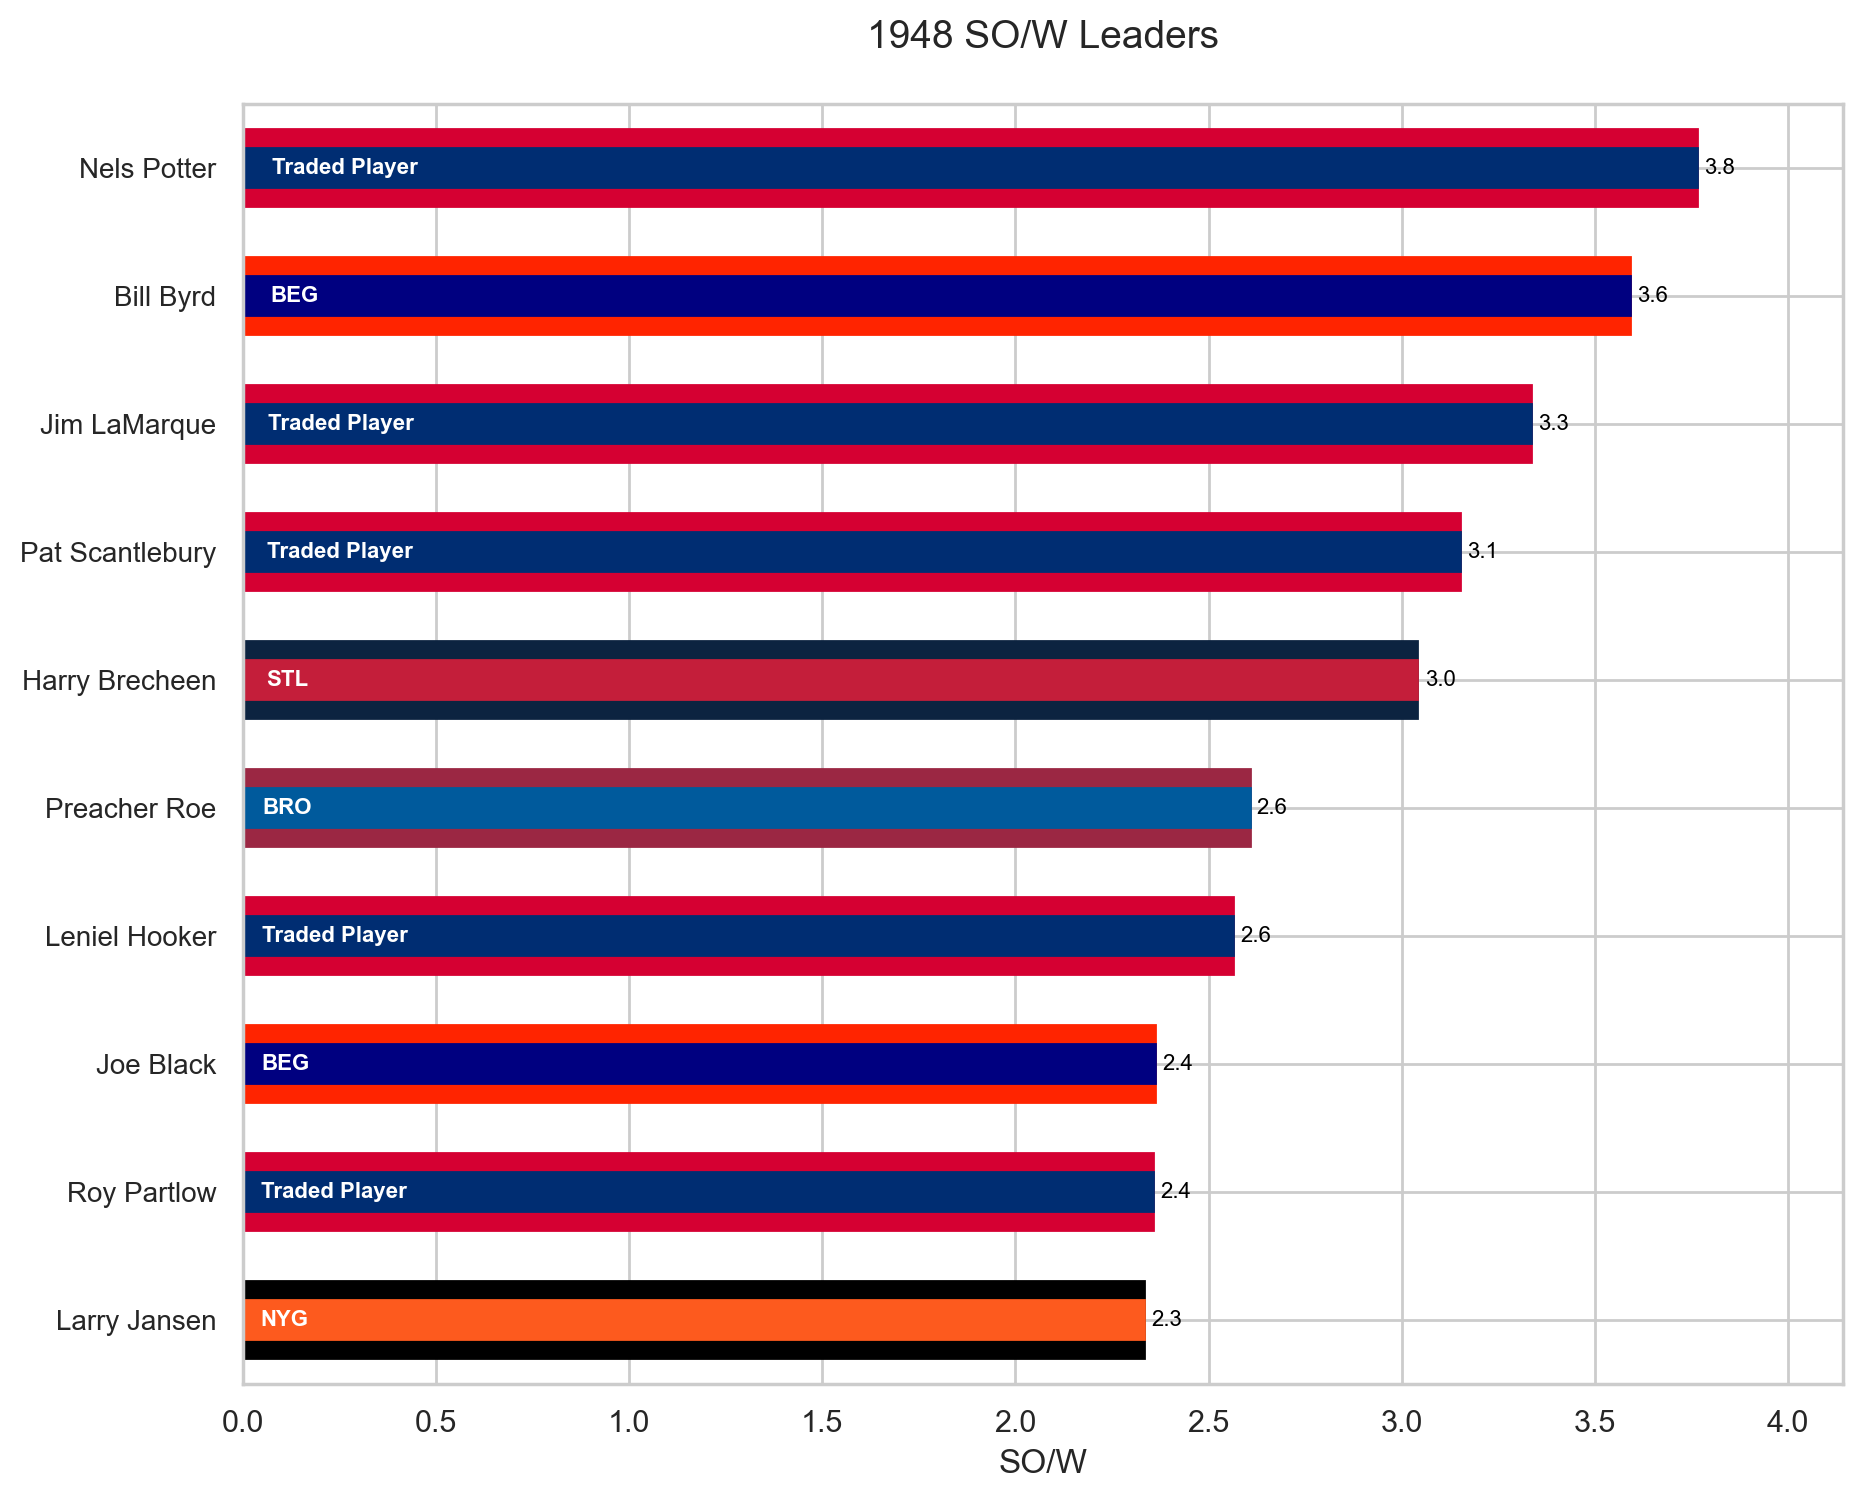 1948 SO/W Leaders
Nels Potter
Traded Player
3.8
Bill Byrd
BEG
3.6
Jim LaMarque
Traded Player
3.3
Pat Scantlebury
Traded Player
3.1
Harry Brecheen
STL
3.0
Preacher Roe
BRO
2.6
Leniel Hooker
Traded Player
2.6
Joe Black
BEG
2.4
Roy Partlow
Traded Player
2.4
Larry Jansen
NYG
2.3
0.0 0.5 1.0 1.5 2.0 2.5 3.0 3.5 4.0
SO/W